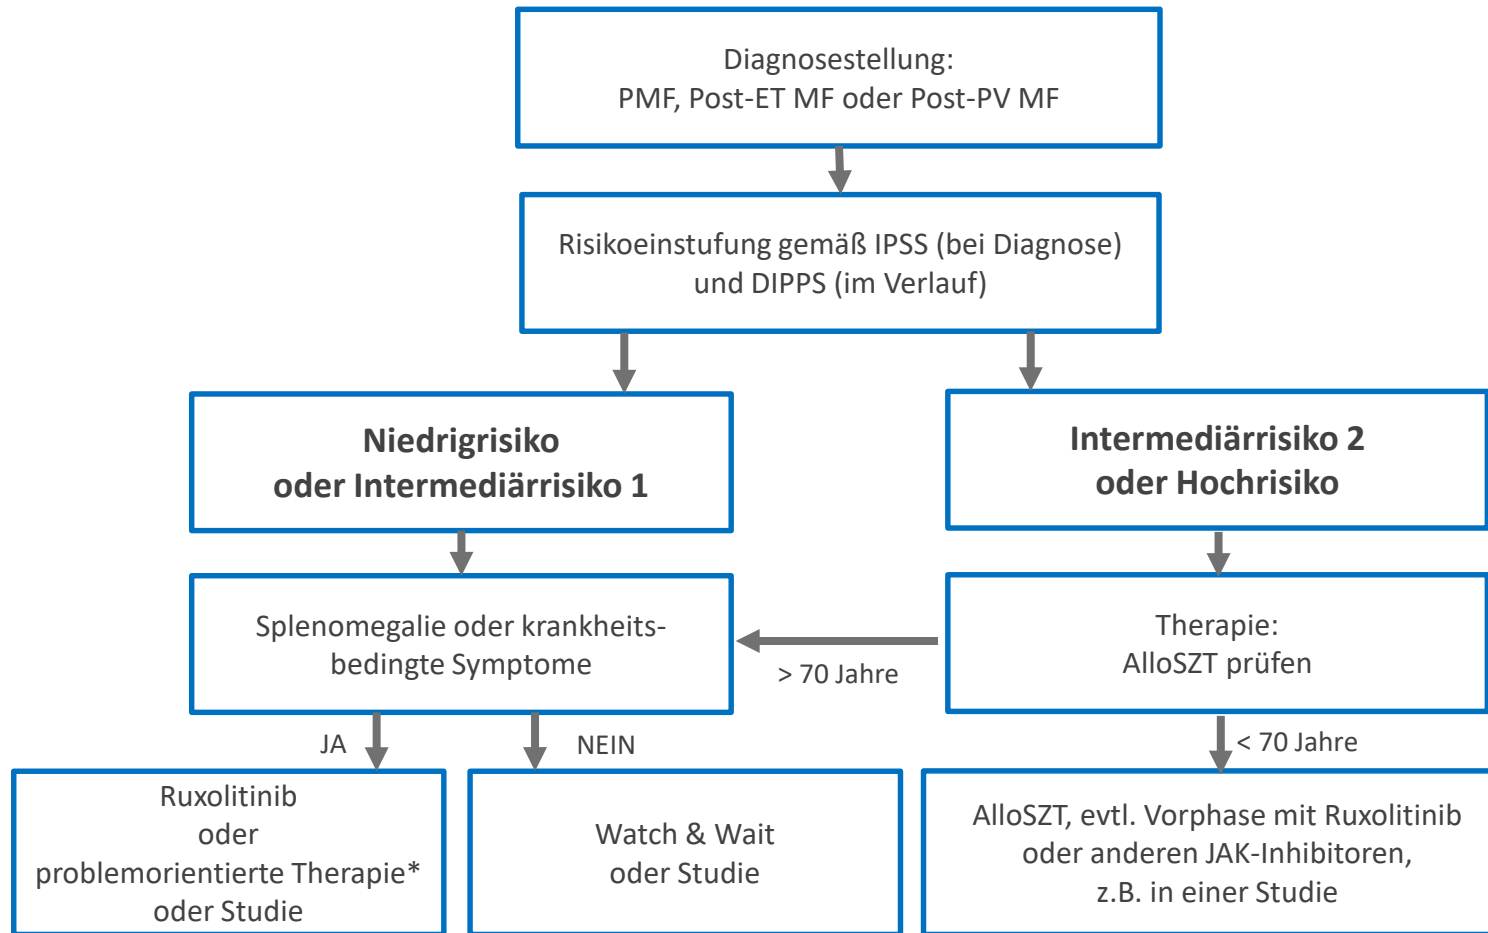 Diagnosestellung:
PMF, Post-ET MF oder Post-PV MF
Risikoeinstufung gemäß IPSS (bei Diagnose)
und DIPPS (im Verlauf)
Niedrigrisiko
oder Intermediärrisiko 1
Intermediärrisiko 2
oder Hochrisiko
Splenomegalie oder krankheits-
bedingte Symptome
> 70 Jahre
Therapie:
AlloSZT prüfen
JA
NEIN
< 70 Jahre
Ruxolitinib
oder
problemorientierte Therapie*
oder Studie
Watch & Wait
oder Studie
AlloSZT, evtl. Vorphase mit Ruxolitinib
oder anderen JAK-Inhibitoren,
z.B. in einer Studie